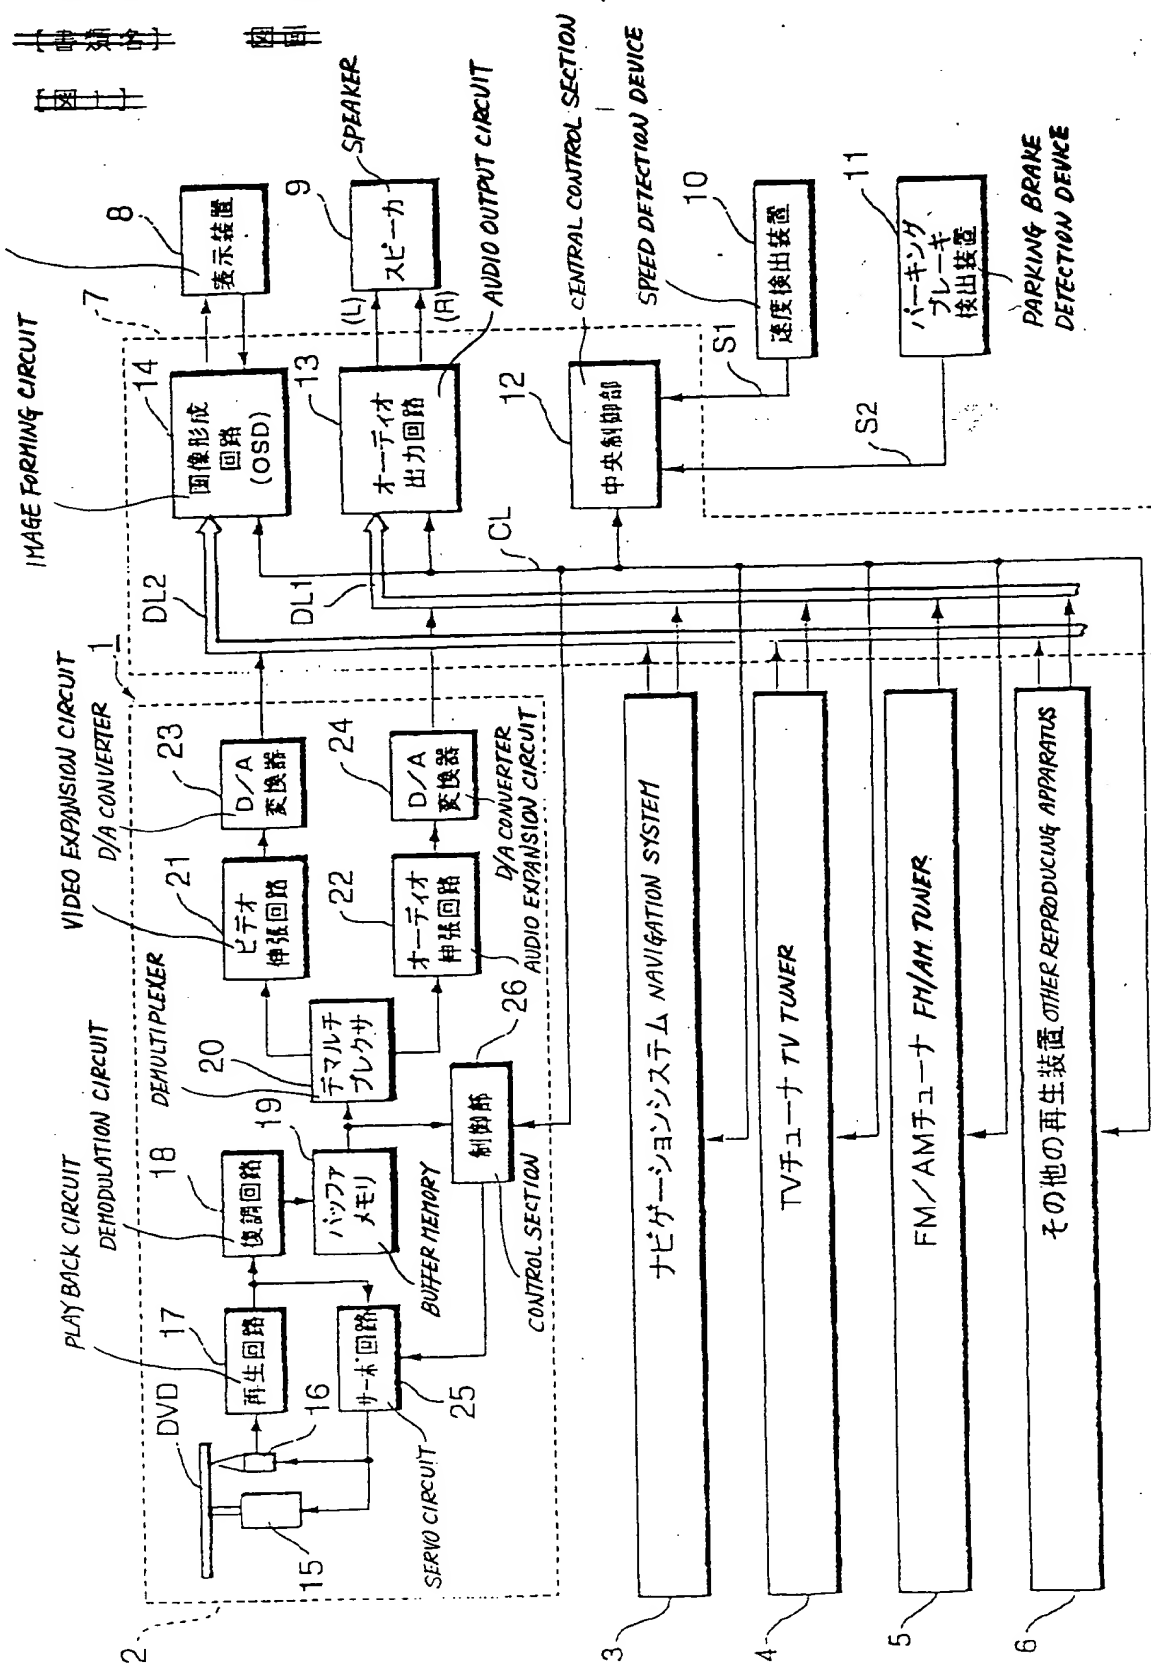 【書類名】 図面
【図1】
IMAGE FORMING CIRCUIT
7
8
表示装置
9
SPEAKER
スピーカ
(L)
(R)
14
画像形成
回路
(OSD)
13
オーディオ
出力回路
AUDIO OUTPUT CIRCUIT
12
中央制御部
CENTRAL CONTROL SECTION
10
速度検出装置
SPEED DETECTION DEVICE
11
パーキング
ブレーキ
検出装置
PARKING BRAKE
DETECTION DEVICE
S1
S2
CL
DL1
DL2
1
2
DVD
15
16
17
再生回路
PLAY BACK CIRCUIT
18
復調回路
DEMODULATION CIRCUIT
19
バッファ
メモリ
BUFFER MEMORY
20
デマルチ
プレクサ
DEMULTIPLEXER
21
ビデオ
伸張回路
VIDEO EXPANSION CIRCUIT
22
オーディオ
伸張回路
AUDIO EXPANSION CIRCUIT
23
D/A
変換器
D/A CONVERTER
24
D/A
変換器
D/A CONVERTER
25
サーボ回路
SERVO CIRCUIT
26
制御部
CONTROL SECTION
3
ナビゲーションシステム NAVIGATION SYSTEM
4
TVチューナ TV TUNER
5
FM/AMチューナ FM/AM TUNER
6
その他の再生装置 OTHER REPRODUCING APPARATUS